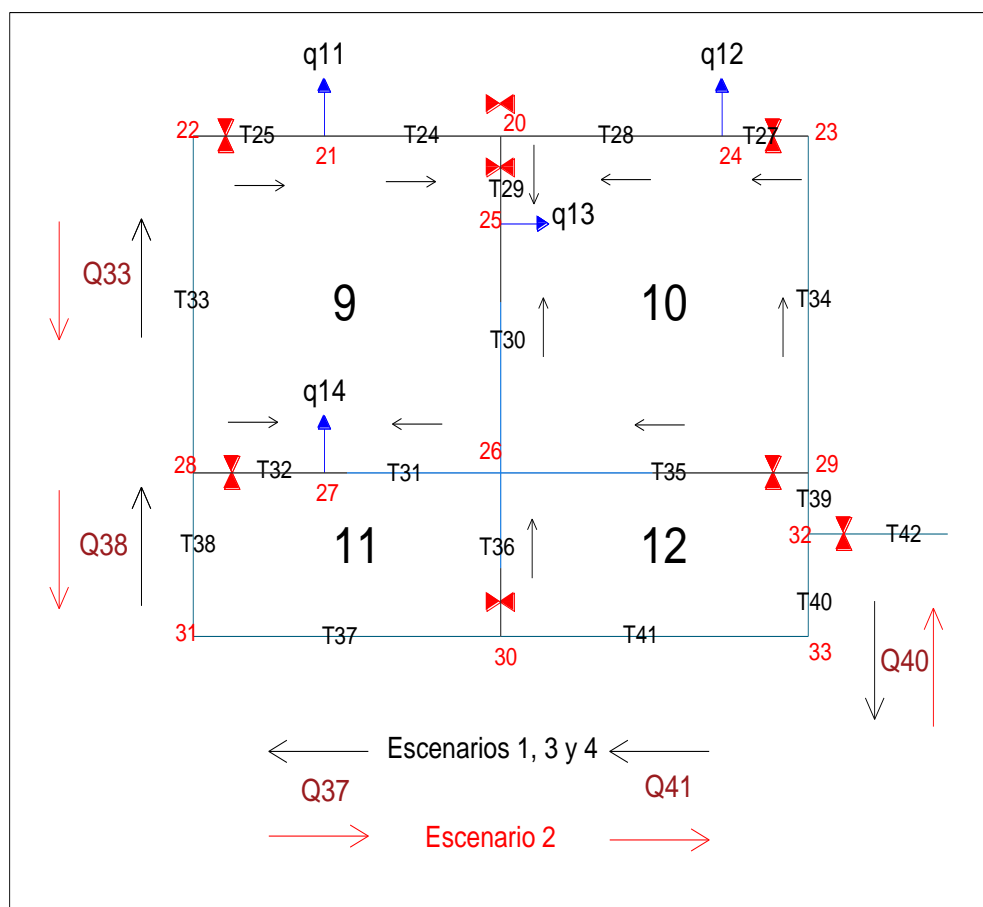 q11 q12
20
22 T25 T24 T28 T27 23
21 24
T29
25 q13
Q33
T33 9 10 T34
T30
q14
26
28 T32 T31 T35 29
27
T39
Q38 T38 11 T36 12 32 T42
T40
31 T37 T41
30 33
Q40
Escenarios 1, 3 y 4
Q37 Q41
Escenario 2